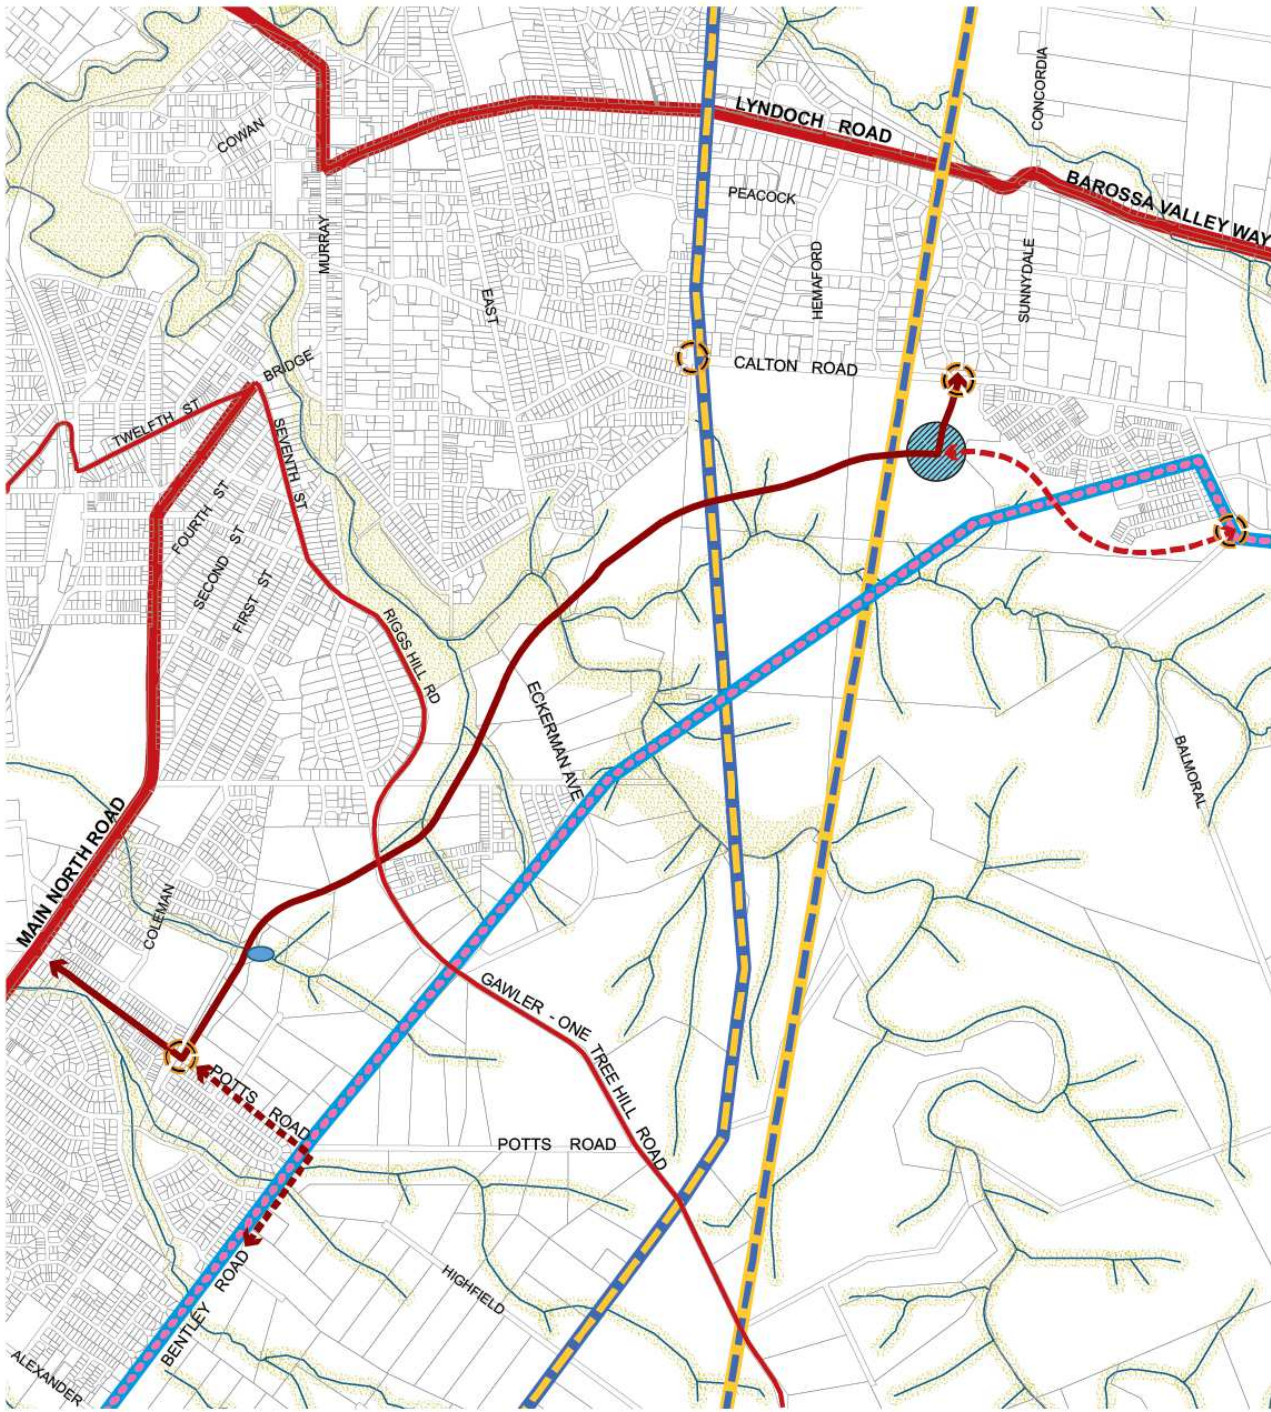 CONCORDIA
LYNDOCH ROAD
COWAN
BAROSSA VALLEY WAY
PEACOCK
MURRAY
HEMAFORD
SUNNYDALE
EAST
BRIDGE
CALTON ROAD
TWELFTH ST
SEVENTH ST
FOURTH ST
SECOND ST
FIRST ST
RIGGS HILL RD
ECKERMAN AVE
BALMORAL
MAIN NORTH ROAD
COLEMAN
GAWLER - ONE TREE HILL ROAD
POTTS ROAD
POTTS ROAD
BENTLEY ROAD
HIGHFIELD
ALEXANDER